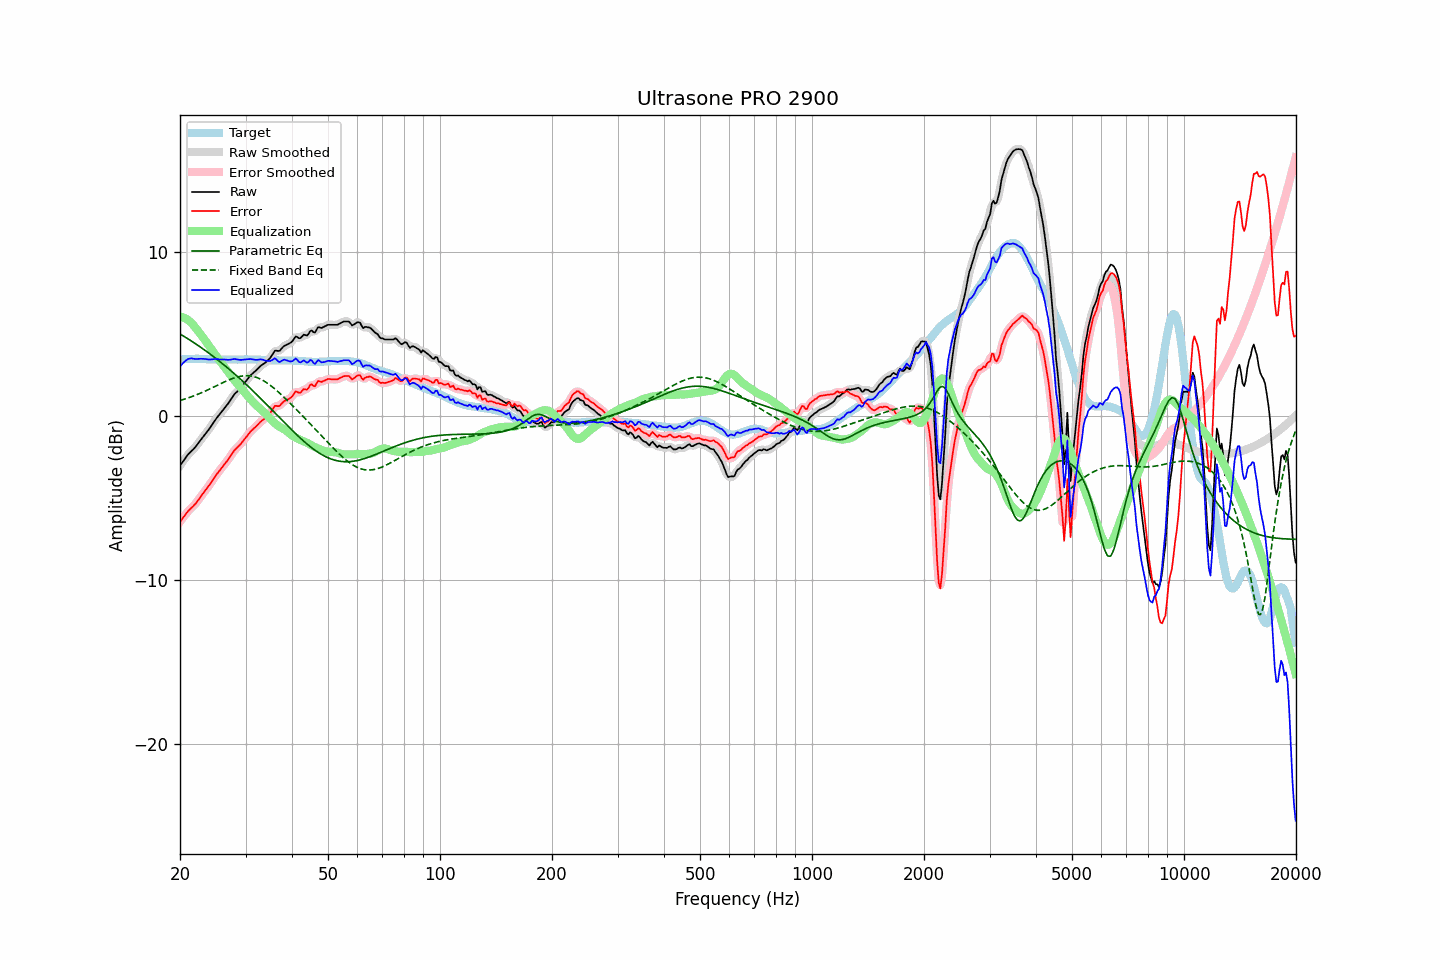 Ultrasone PRO 2900
Target
Raw Smoothed
Error Smoothed
Raw
Error
Equalization
Parametric Eq
Fixed Band Eq
Equalized
Amplitude (dBr)
10
0
−10
−20
20 50 100 200 500 1000 2000 5000 10000 20000
Frequency (Hz)